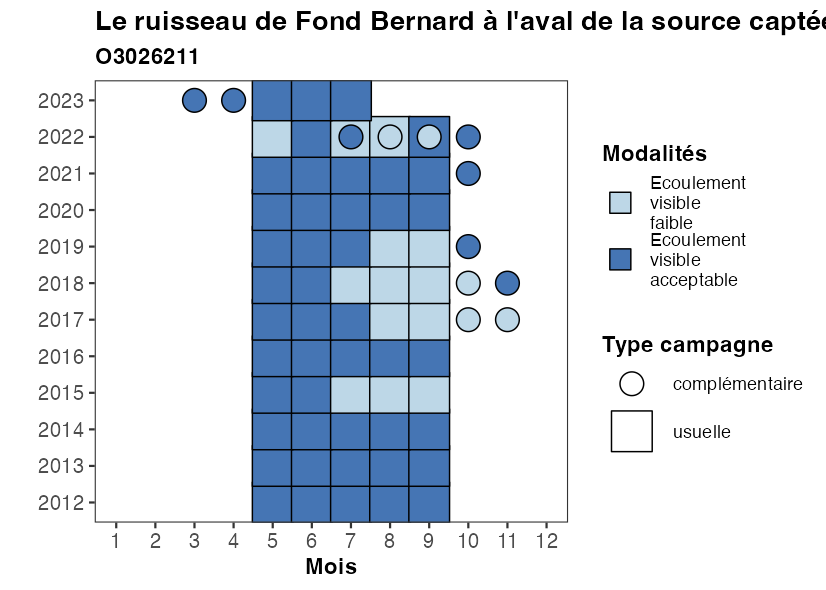 Le ruisseau de Fond Bernard à l'aval de la source captée
O3026211
2023
2022
2021
2020
2019
2018
2017
2016
2015
2014
2013
2012
1 2 3 4 5 6 7 8 9 10 11 12
Mois
Modalités
Ecoulement
visible
faible
Ecoulement
visible
acceptable
Type campagne
complémentaire
usuelle